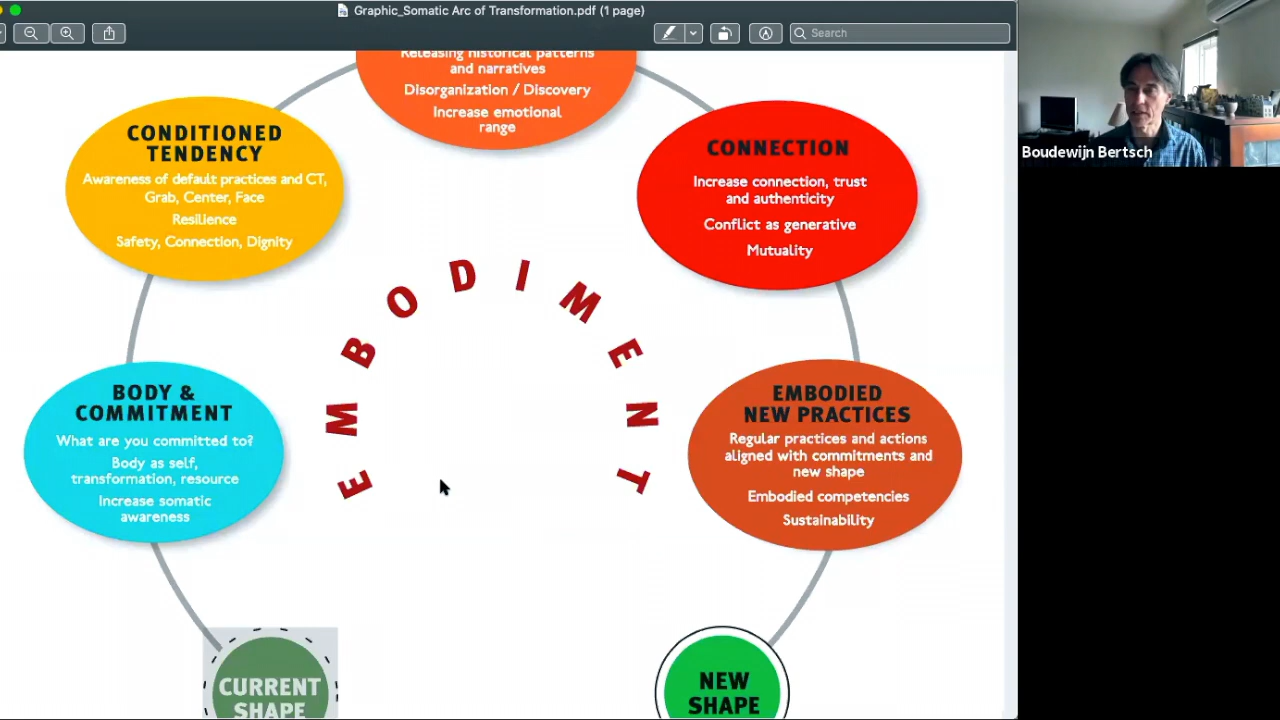 Graphic_Somatic Arc of Transformation.pdf (1 page)
Search
Releasing historical patterns
and narratives
Disorganization / Discovery
Increase emotional
range
CONDITIONED
TENDENCY
Awareness of default practices and CT,
Grab, Center, Face
Resilience
Safety, Connection, Dignity
CONNECTION
Increase connection, trust
and authenticity
Conflict as generative
Mutuality
Boudewijn Bertsch
EMBODIMENT
BODY &
COMMITMENT
What are you committed to?
Body as self,
transformation, resource
Increase somatic
awareness
EMBODIED
NEW PRACTICES
Regular practices and actions
aligned with commitments and
new shape
Embodied competencies
Sustainability
CURRENT
SHAPE
NEW
SHAPE